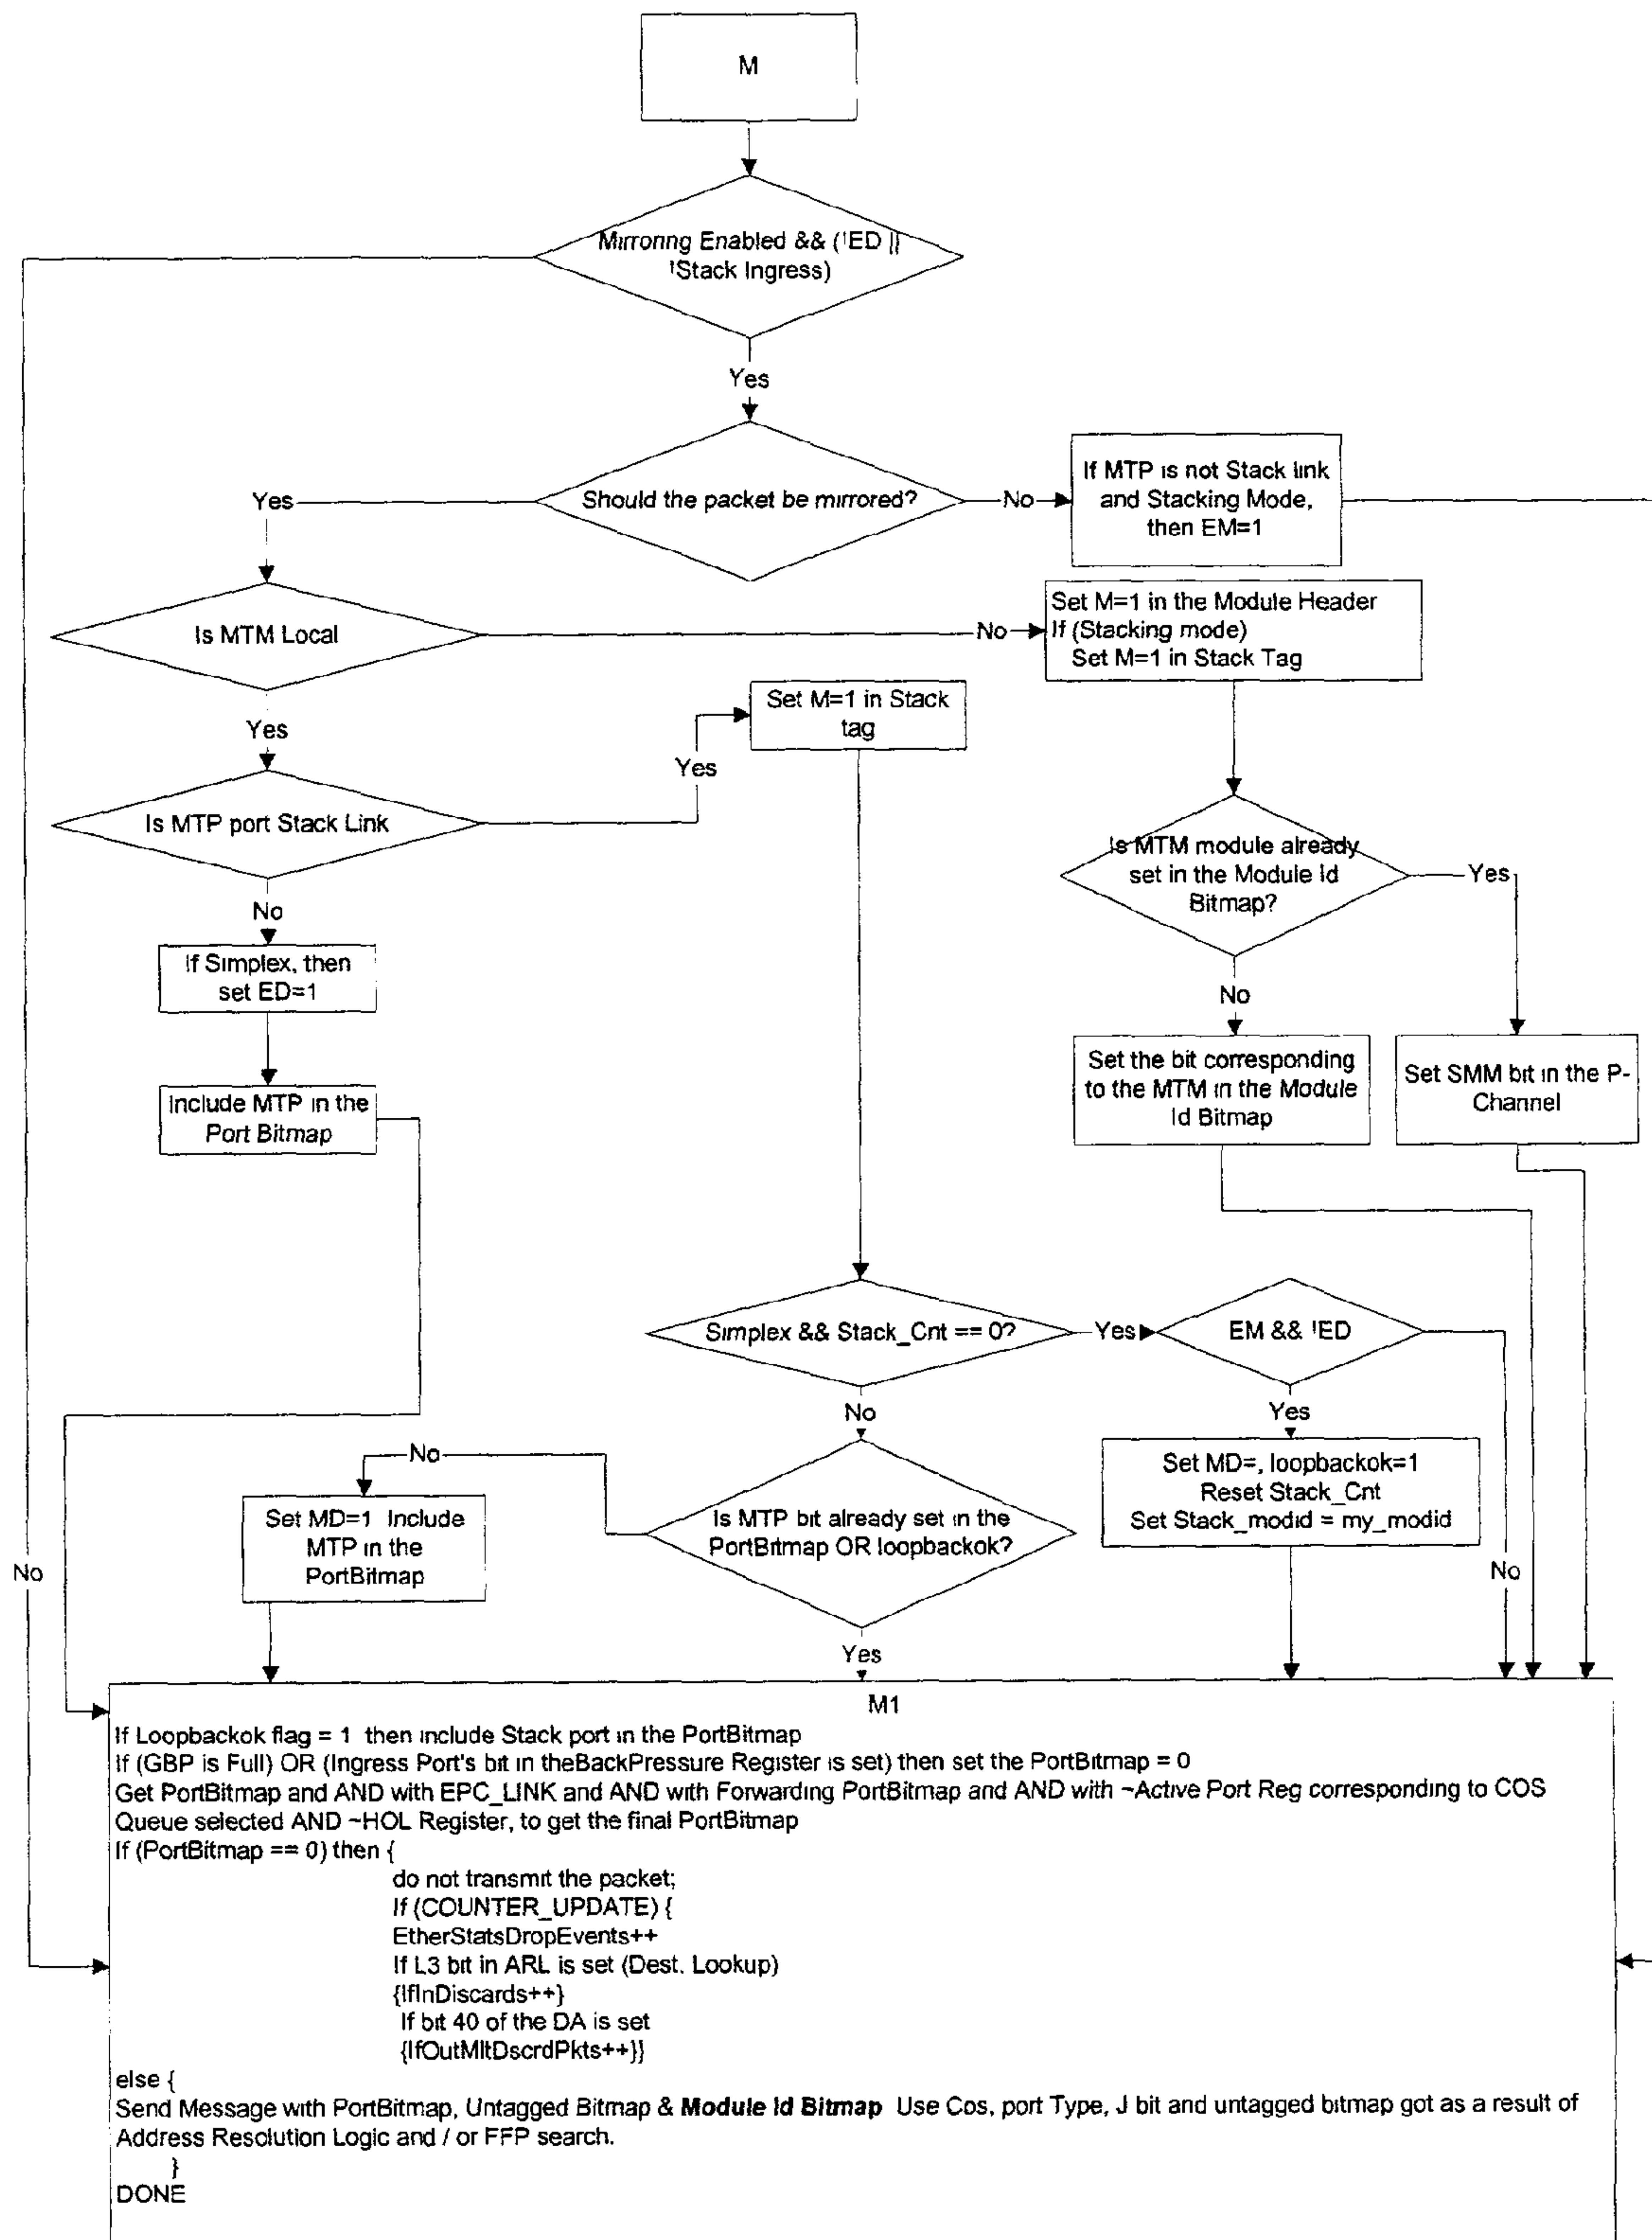 M
Mirroring Enabled && (!ED ||
!Stack Ingress)
Yes
Should the packet be mirrored?
Yes
No
If MTP is not Stack link
and Stacking Mode,
then EM=1
Is MTM Local
No
Set M=1 in the Module Header
If (Stacking mode)
Set M=1 in Stack Tag
Yes
Set M=1 in Stack
tag
Yes
Is MTP port Stack Link
Is MTM module already
set in the Module Id
Bitmap?
Yes
No
If Simplex, then
set ED=1
No
Set the bit corresponding
to the MTM in the Module
Id Bitmap
Set SMM bit in the P-
Channel
Include MTP in the
Port Bitmap
Simplex && Stack_Cnt == 0?
Yes
EM && !ED
No
Yes
No
Set MD=1 Include
MTP in the
PortBitmap
Is MTP bit already set in the
PortBitmap OR loopbackok?
Set MD=, loopbackok=1
Reset Stack_Cnt
Set Stack_modid = my_modid
No
No
Yes
M1
If Loopbackok flag = 1 then include Stack port in the PortBitmap
If (GBP is Full) OR (Ingress Port's bit in theBackPressure Register is set) then set the PortBitmap = 0
Get PortBitmap and AND with EPC_LINK and AND with Forwarding PortBitmap and AND with ~Active Port Reg corresponding to COS
Queue selected AND ~HOL Register, to get the final PortBitmap
If (PortBitmap == 0) then {
do not transmit the packet;
If (COUNTER_UPDATE) {
EtherStatsDropEvents++
If L3 bit in ARL is set (Dest. Lookup)
{IfInDiscards++}
If bit 40 of the DA is set
{IfOutMltDscrdPkts++}}
else {
Send Message with PortBitmap, Untagged Bitmap & Module Id Bitmap Use Cos, port Type, J bit and untagged bitmap got as a result of
Address Resolution Logic and / or FFP search.
}
DONE